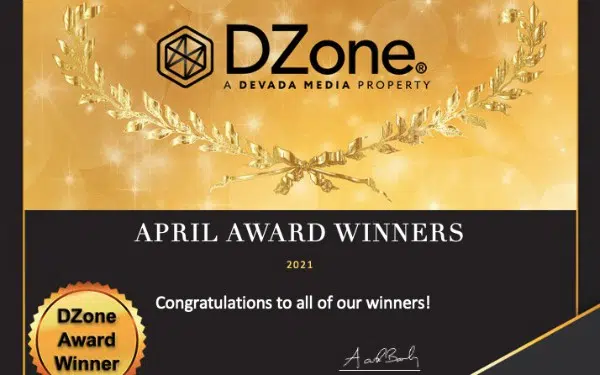 DZone®
A DEVADA MEDIA PROPERTY
APRIL AWARD WINNERS
2021
Congratulations to all of our winners!
DZone
Award
Winner